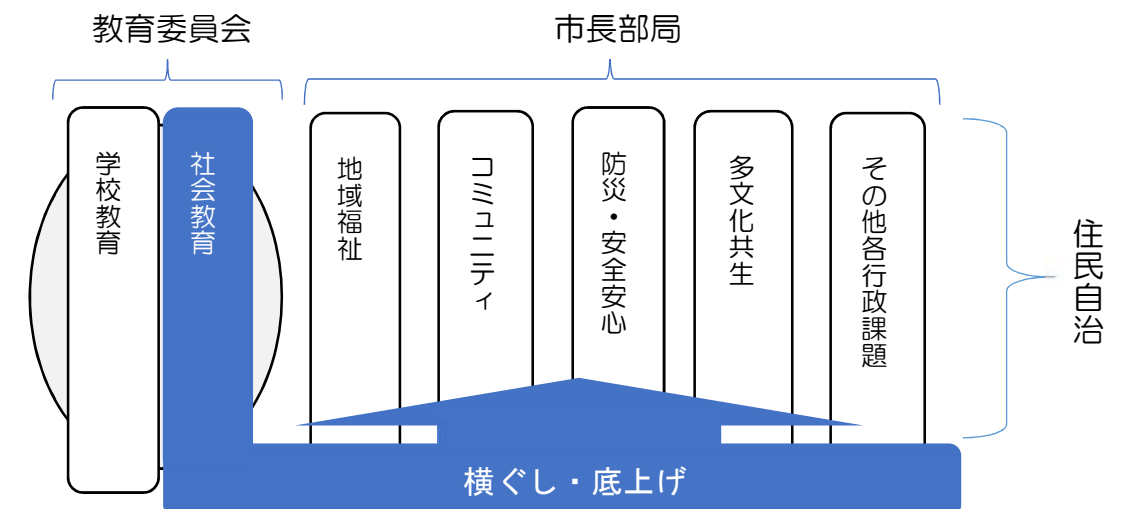 教育委員会
市長部局
学校教育
社会教育
地域福祉
コミュニティ
防災・安全安心
多文化共生
その他各行政課題
住民自治
横ぐし・底上げ